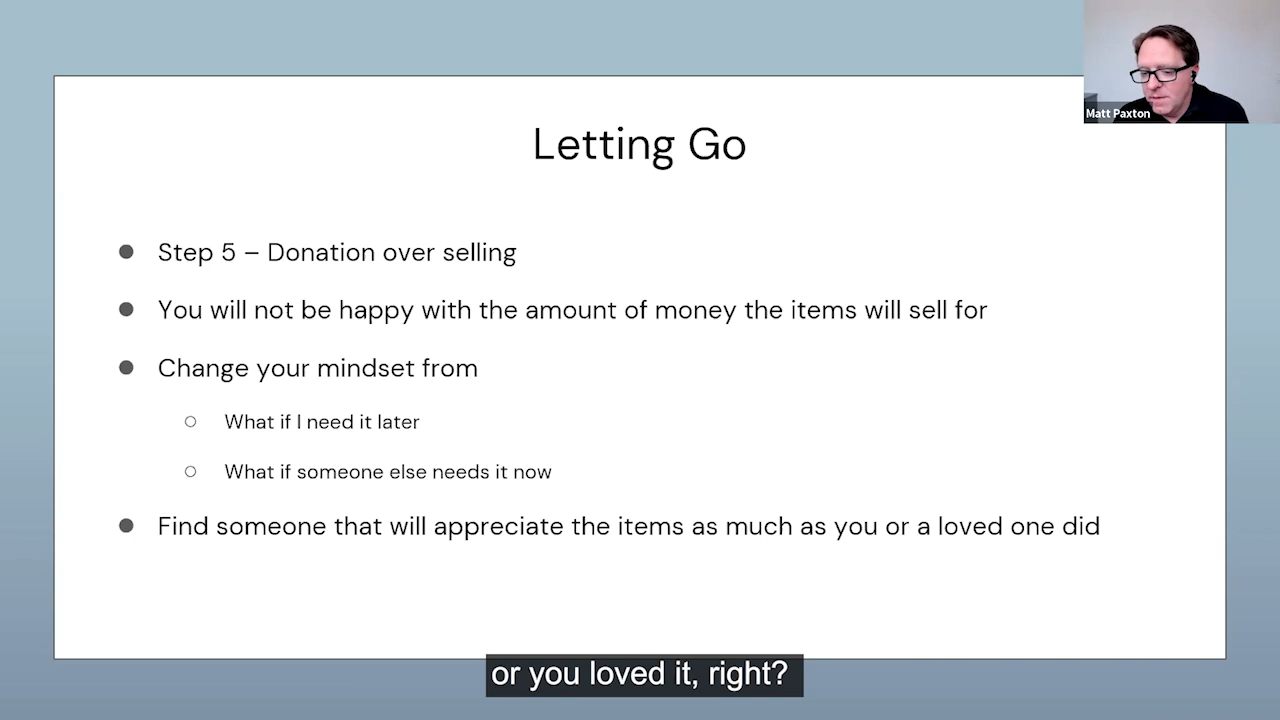 Matt Paxton
Letting Go
Step 5 – Donation over selling
You will not be happy with the amount of money the items will sell for
Change your mindset from
What if I need it later
What if someone else needs it now
Find someone that will appreciate the items as much as you or a loved one did
or you loved it, right?